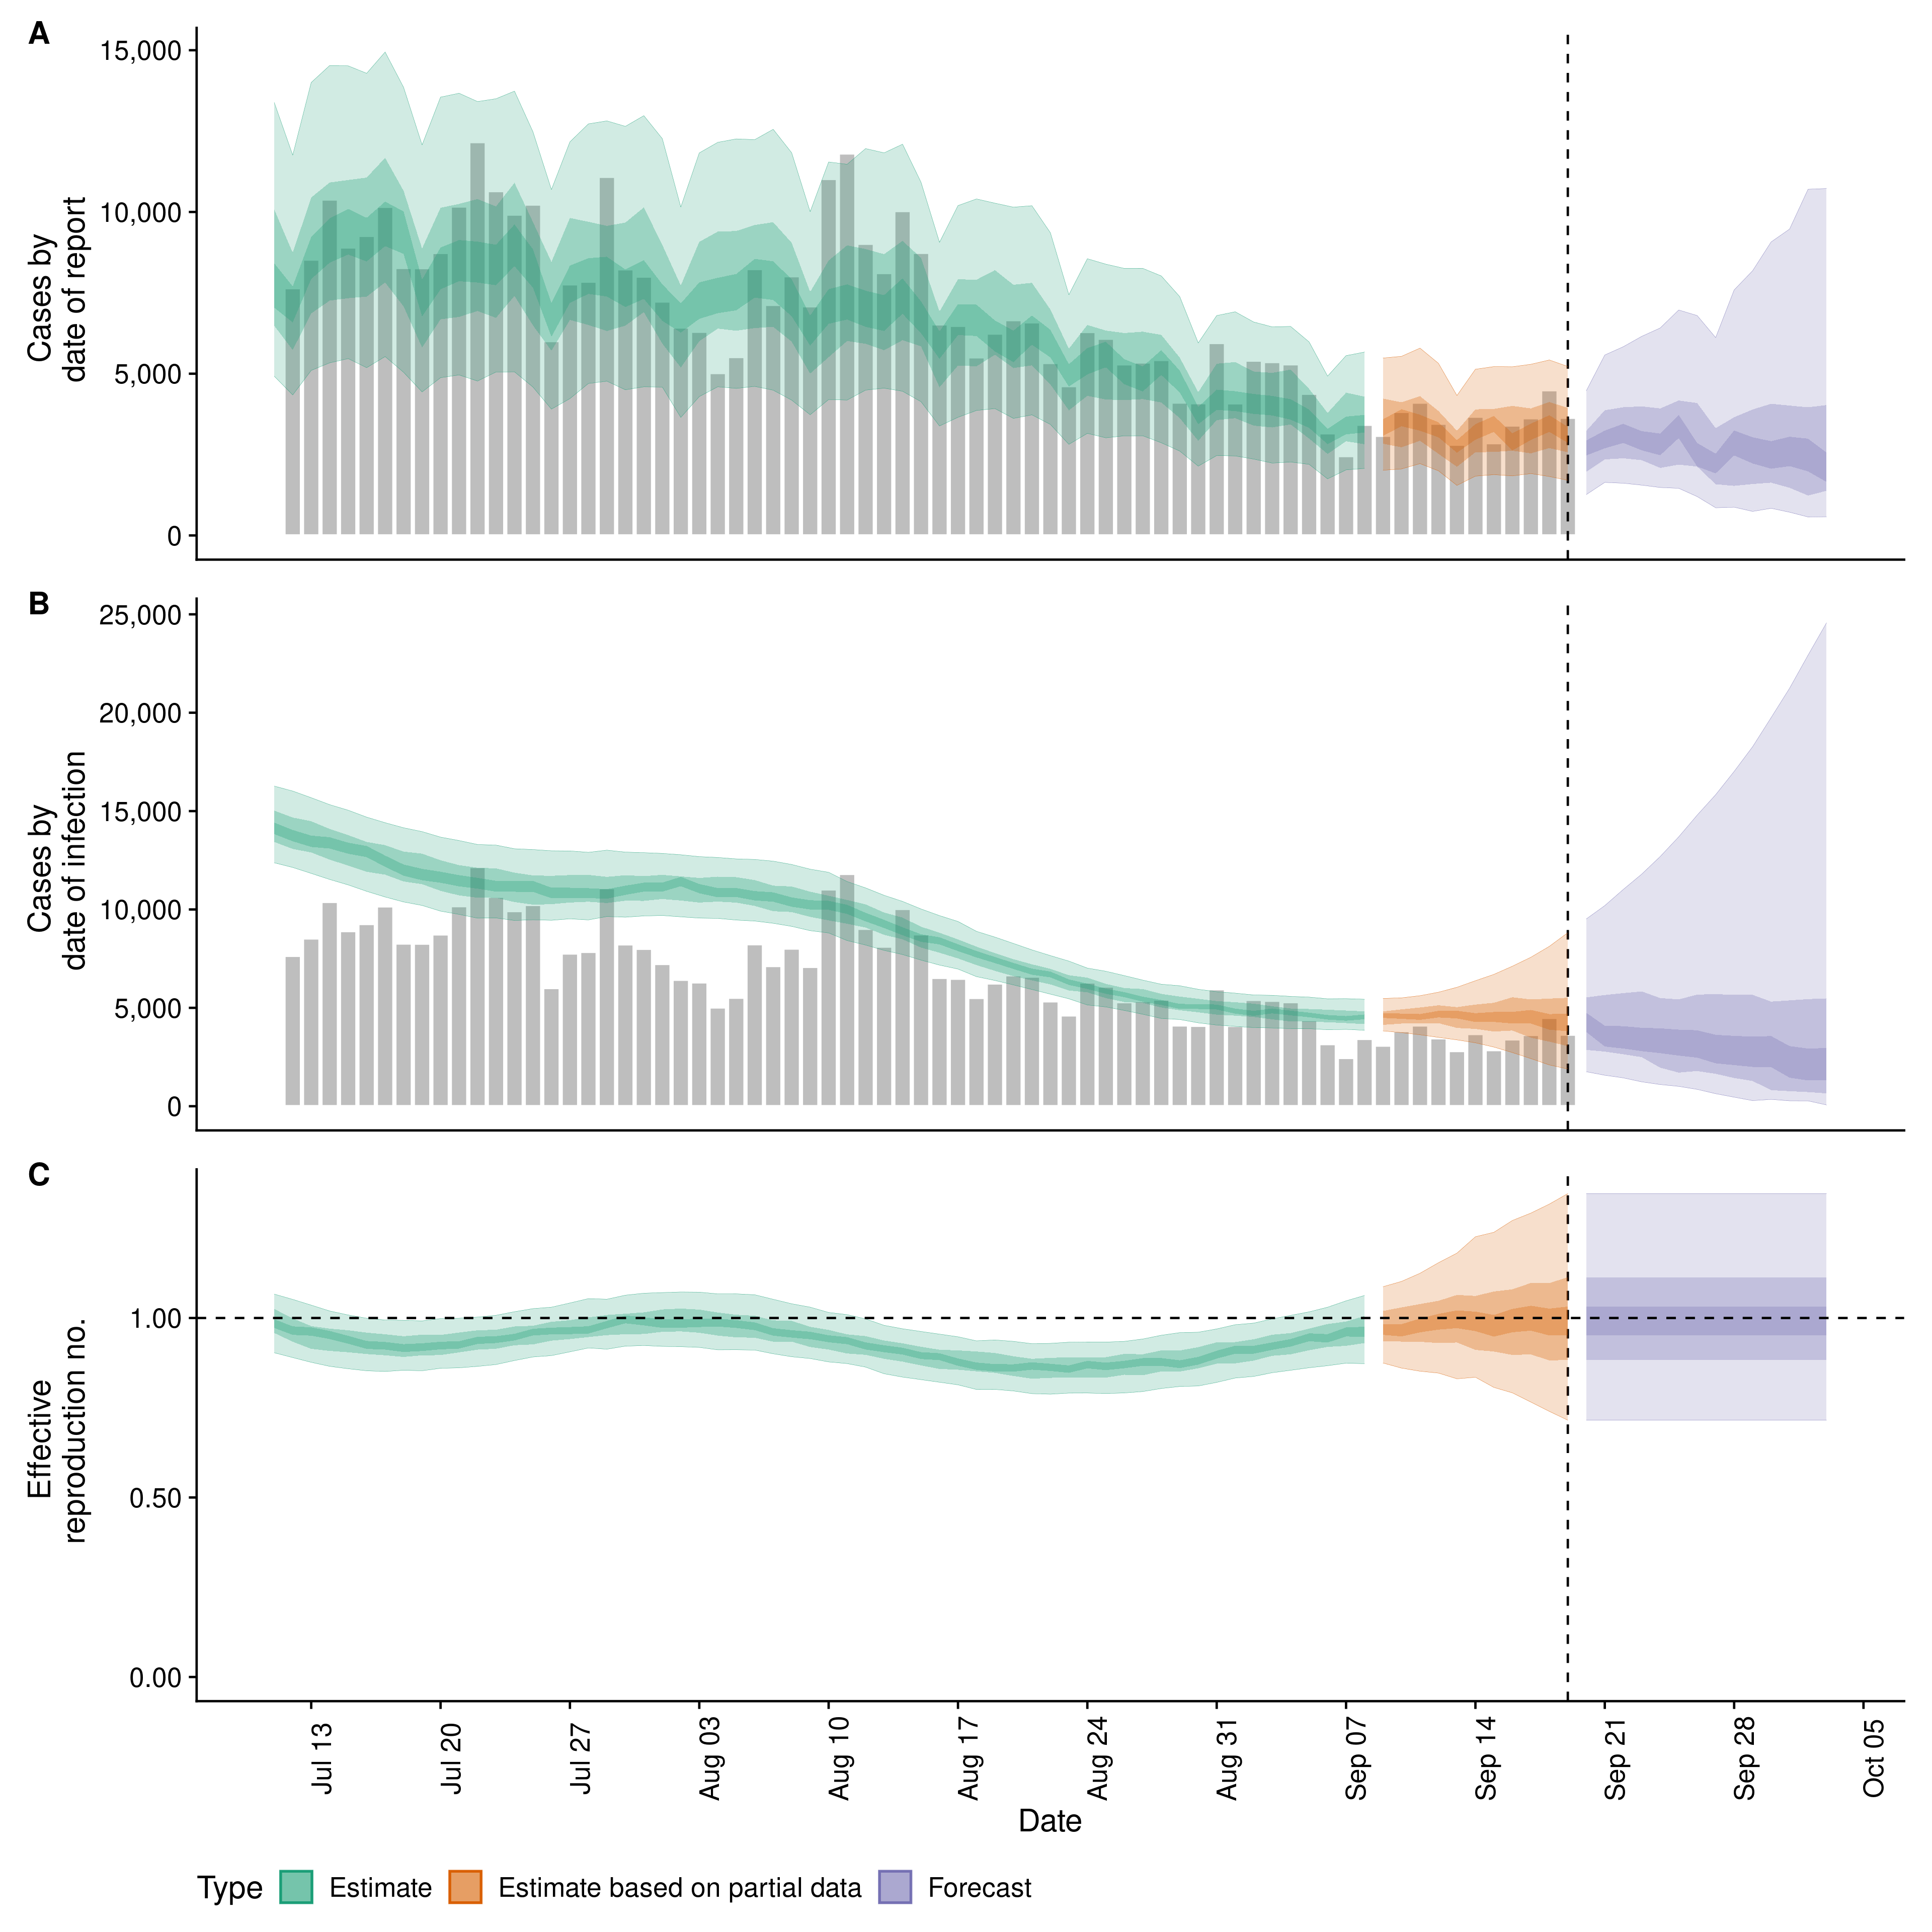 A
Cases by
date of report
15,000
10,000
5,000
0
B
Cases by
date of infection
25,000
20,000
15,000
10,000
5,000
0
C
Effective
reproduction no.
1.00
0.50
0.00
Jul 13
Jul 20
Jul 27
Aug 03
Aug 10
Aug 17
Aug 24
Aug 31
Sep 07
Sep 14
Sep 21
Sep 28
Oct 05
Date
Type
Estimate
Estimate based on partial data
Forecast